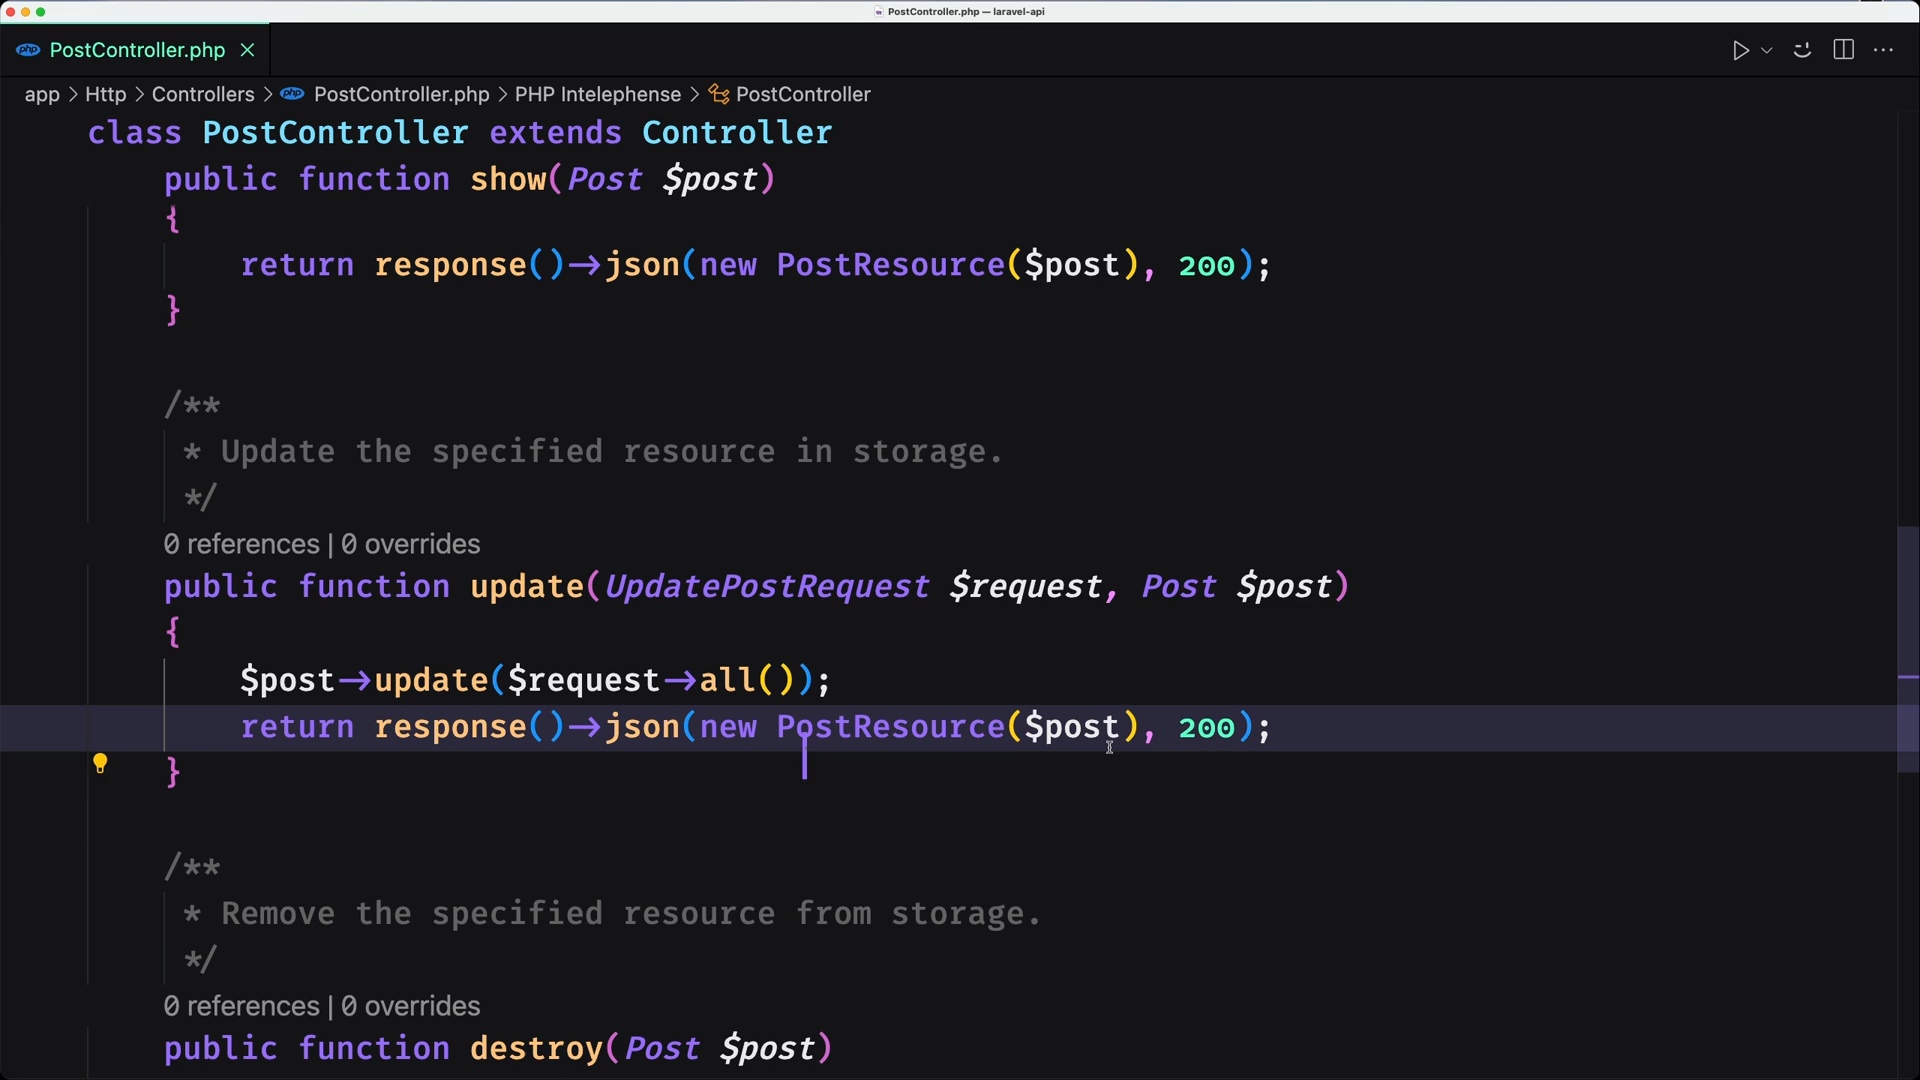 PostController.php — laravel-api
php PostController.php
app > Http > Controllers > php PostController.php > PHP Intelephense > PostController
class PostController extends Controller
public function show(Post $post)
{
return response()->json(new PostResource($post), 200);
}
/**
* Update the specified resource in storage.
*/
0 references | 0 overrides
public function update(UpdatePostRequest $request, Post $post)
{
$post->update($request->all());
return response()->json(new PostResource($post), 200);
}
/**
* Remove the specified resource from storage.
*/
0 references | 0 overrides
public function destroy(Post $post)